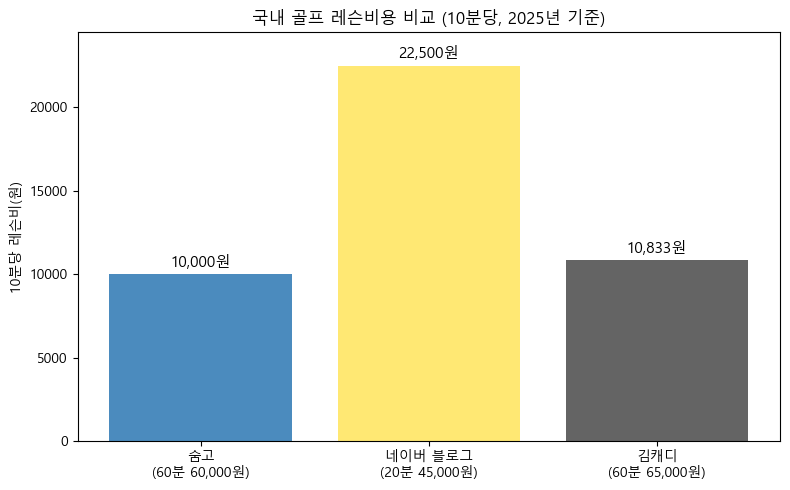 국내 골프 레슨비용 비교 (10분당, 2025년 기준)
22,500원
20000
15000
10분당 레슨비(원)
10,833원
10,000원
10000
5000
0
숨고
(60분 60,000원)
네이버 블로그
(20분 45,000원)
김캐디
(60분 65,000원)